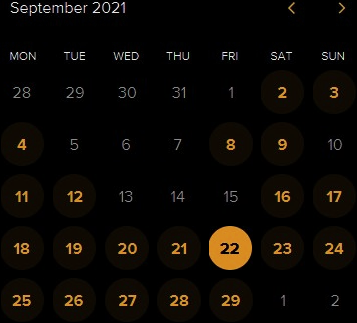 September 2021
MON TUE WED THU FRI SAT SUN
28 29 30 31 1 2 3
4 5 6 7 8 9 10
11 12 13 14 15 16 17
18 19 20 21 22 23 24
25 26 27 28 29 1 2